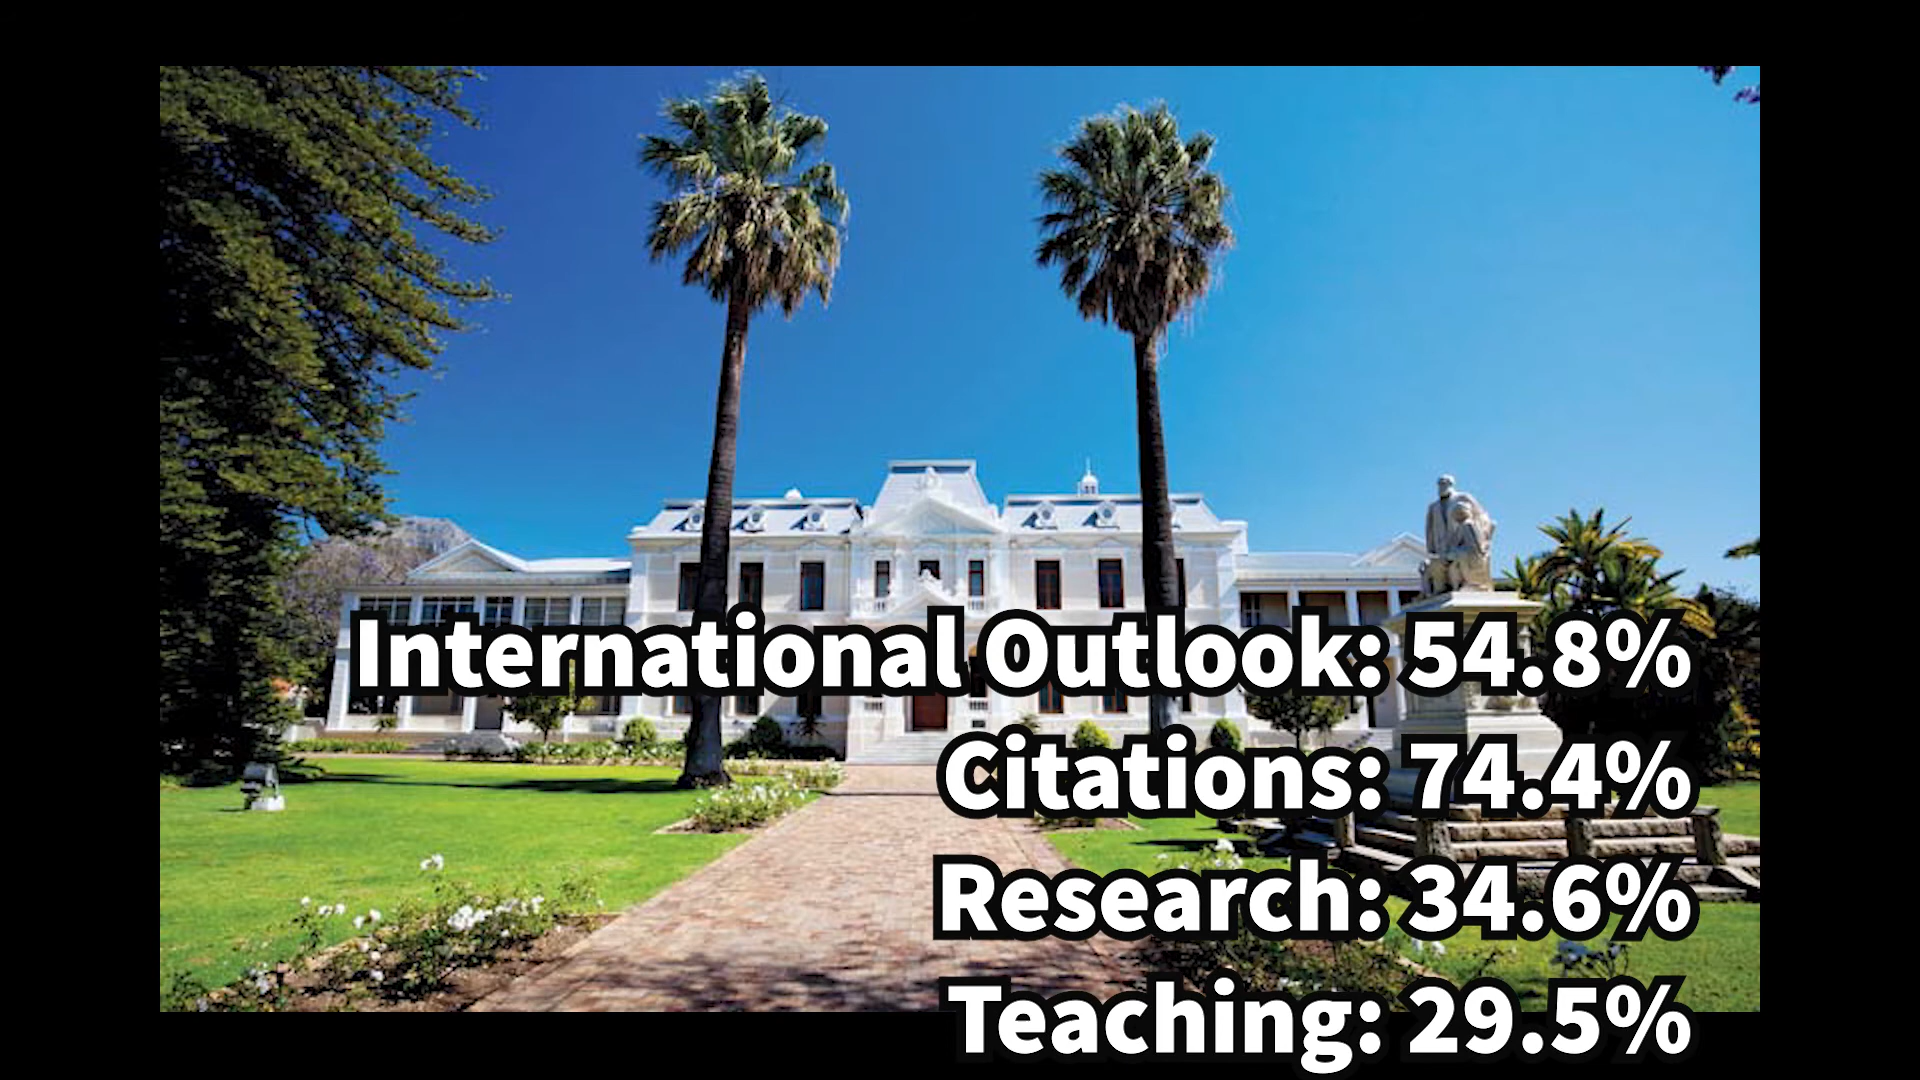 International Outlook: 54.8%
Citations: 74.4%
Research: 34.6%
Teaching: 29.5%